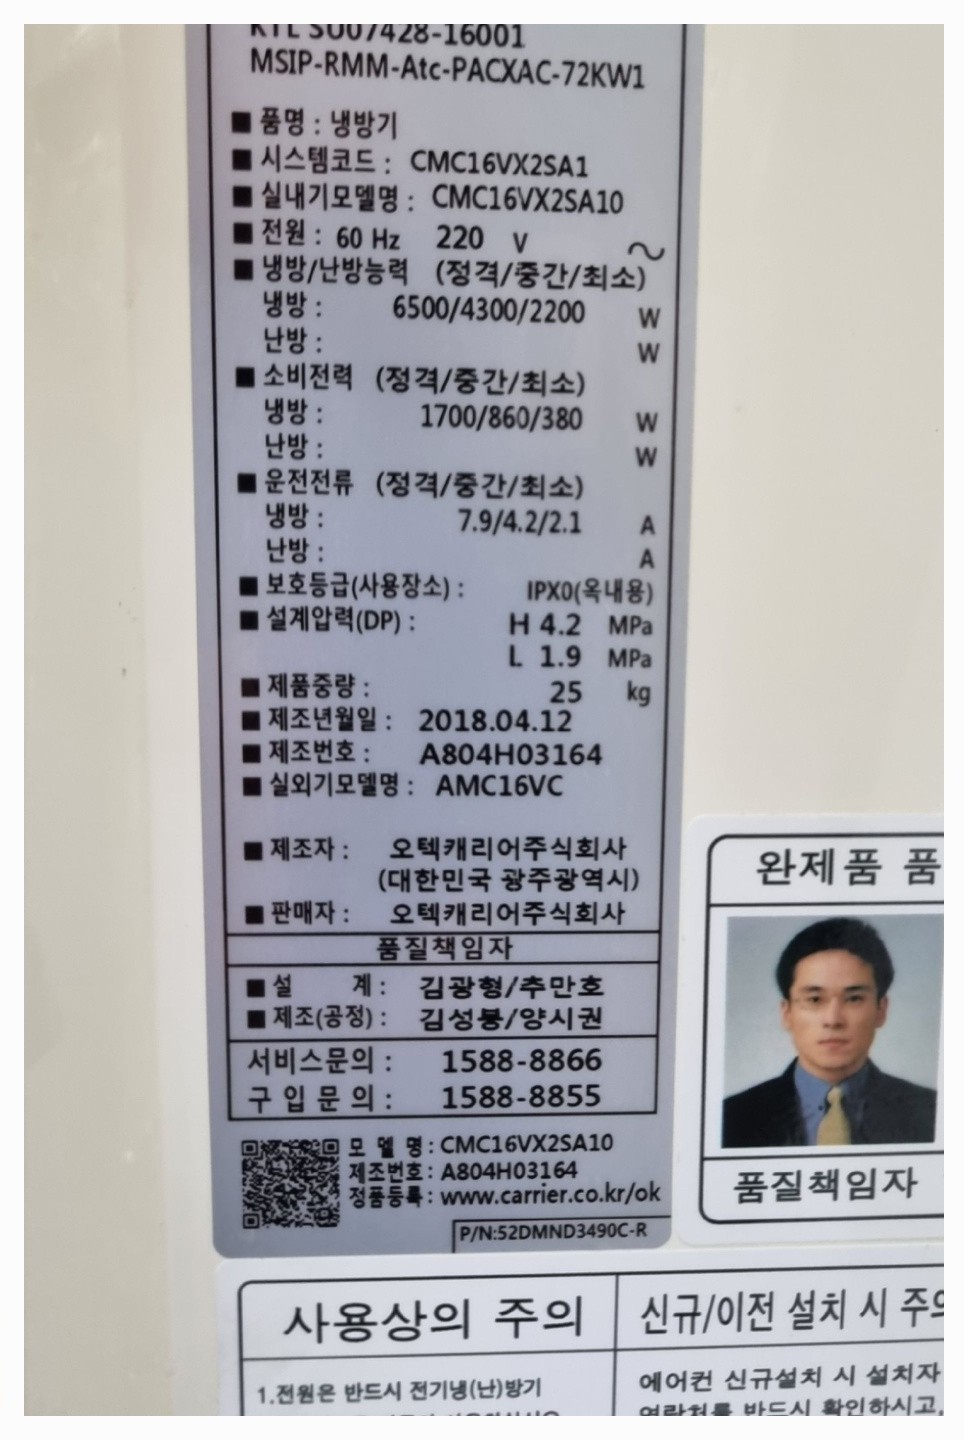 KTL SU07428-16001
MSIP-RMM-Atc-PACXAC-72KW1
■ 품명 : 냉방기
■ 시스템코드 : CMC16VX2SA1
■ 실내기모델명 : CMC16VX2SA10
■ 전원 : 60 Hz 220 V ~
■ 냉방/난방능력 (정격/중간/최소)
냉방 : 6500/4300/2200 W
난방 : W
■ 소비전력 (정격/중간/최소)
냉방 : 1700/860/380 W
난방 : W
■ 운전전류 (정격/중간/최소)
냉방 : 7.9/4.2/2.1 A
난방 : A
■ 보호등급(사용장소) : IPX0(옥내용)
■ 설계압력(DP) : H 4.2 MPa
L 1.9 MPa
■ 제품중량 : 25 kg
■ 제조년월일 : 2018.04.12
■ 제조번호 : A804H03164
■ 실외기모델명 : AMC16VC
■ 제조자 : 오텍캐리어주식회사
(대한민국 광주광역시)
■ 판매자 : 오텍캐리어주식회사
품질책임자
■ 설 계 : 김광형/추만호
■ 제조(공정) : 김성봉/양시권
서비스문의 : 1588-8866
구 입 문 의 : 1588-8855
모 델 명 : CMC16VX2SA10
제조번호 : A804H03164
정품등록 : www.carrier.co.kr/ok
P/N:52DMND3490C-R
완제품 품
품질책임자
사용상의 주의
1.전원은 반드시 전기냉(난)방기
신규/이전 설치 시 주의
에어컨 신규설치 시 설치자
연락처를 반드시 확인하시고,